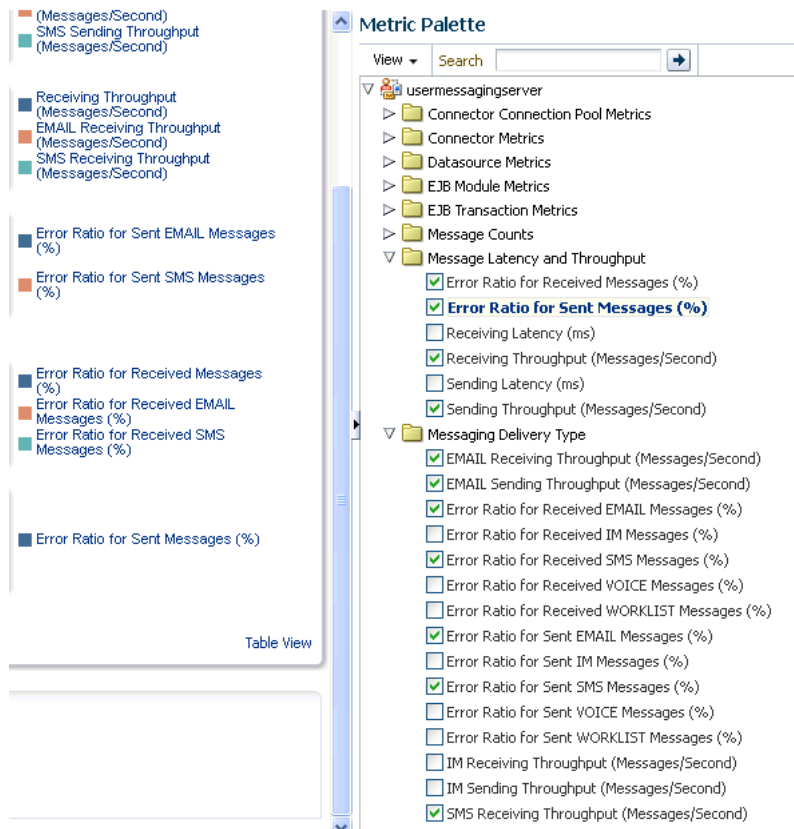 (Messages/Second)
SMS Sending Throughput
(Messages/Second)
Receiving Throughput
(Messages/Second)
EMAIL Receiving Throughput
(Messages/Second)
SMS Receiving Throughput
(Messages/Second)
Error Ratio for Sent EMAIL Messages
(%)
Error Ratio for Sent SMS Messages
(%)
Error Ratio for Received Messages
(%)
Error Ratio for Received EMAIL
Messages (%)
Error Ratio for Received SMS
Messages (%)
Error Ratio for Sent Messages (%)
Table View
Metric Palette
View Search
usermessagingserver
Connector Connection Pool Metrics
Connector Metrics
Datasource Metrics
EJB Module Metrics
EJB Transaction Metrics
Message Counts
Message Latency and Throughput
Error Ratio for Received Messages (%)
Error Ratio for Sent Messages (%)
Receiving Latency (ms)
Receiving Throughput (Messages/Second)
Sending Latency (ms)
Sending Throughput (Messages/Second)
Messaging Delivery Type
EMAIL Receiving Throughput (Messages/Second)
EMAIL Sending Throughput (Messages/Second)
Error Ratio for Received EMAIL Messages (%)
Error Ratio for Received IM Messages (%)
Error Ratio for Received SMS Messages (%)
Error Ratio for Received VOICE Messages (%)
Error Ratio for Received WORKLIST Messages (%)
Error Ratio for Sent EMAIL Messages (%)
Error Ratio for Sent IM Messages (%)
Error Ratio for Sent SMS Messages (%)
Error Ratio for Sent VOICE Messages (%)
Error Ratio for Sent WORKLIST Messages (%)
IM Receiving Throughput (Messages/Second)
IM Sending Throughput (Messages/Second)
SMS Receiving Throughput (Messages/Second)